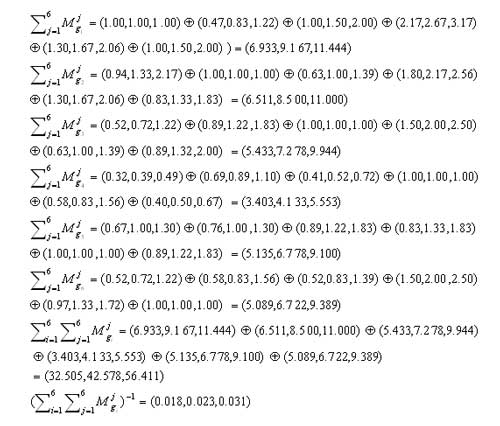 ∑_{j=1}^{6} M_{g_1}^{j} = (1.00,1.00,1.00) ⊕ (0.47,0.83,1.22) ⊕ (1.00,1.50,2.00) ⊕ (2.17,2.67,3.17)
⊕ (1.30,1.67,2.06) ⊕ (1.00,1.50,2.00) ) = (6.933,9.167,11.444)
∑_{j=1}^{6} M_{g_2}^{j} = (0.94,1.33,2.17) ⊕ (1.00,1.00,1.00) ⊕ (0.63,1.00,1.39) ⊕ (1.80,2.17,2.56)
⊕ (1.30,1.67,2.06) ⊕ (0.83,1.33,1.83) = (6.511,8.500,11.000)
∑_{j=1}^{6} M_{g_3}^{j} = (0.52,0.72,1.22) ⊕ (0.89,1.22,1.83) ⊕ (1.00,1.00,1.00) ⊕ (1.50,2.00,2.50)
⊕ (0.63,1.00,1.39) ⊕ (0.89,1.32,2.00) = (5.433,7.278,9.944)
∑_{j=1}^{6} M_{g_4}^{j} = (0.32,0.39,0.49) ⊕ (0.69,0.89,1.10) ⊕ (0.41,0.52,0.72) ⊕ (1.00,1.00,1.00)
⊕ (0.58,0.83,1.56) ⊕ (0.40,0.50,0.67) = (3.403,4.133,5.553)
∑_{j=1}^{6} M_{g_5}^{j} = (0.67,1.00,1.30) ⊕ (0.76,1.00,1.30) ⊕ (0.89,1.22,1.83) ⊕ (0.83,1.33,1.83)
⊕ (1.00,1.00,1.00) ⊕ (0.89,1.22,1.83) = (5.135,6.778,9.100)
∑_{j=1}^{6} M_{g_6}^{j} = (0.52,0.72,1.22) ⊕ (0.58,0.83,1.56) ⊕ (0.52,0.83,1.39) ⊕ (1.50,2.00,2.50)
⊕ (0.97,1.33,1.72) ⊕ (1.00,1.00,1.00) = (5.089,6.722,9.389)
∑_{i=1}^{6} ∑_{j=1}^{6} M_{g_i}^{j} = (6.933,9.167,11.444) ⊕ (6.511,8.500,11.000) ⊕ (5.433,7.278,9.944)
⊕ (3.403,4.133,5.553) ⊕ (5.135,6.778,9.100) ⊕ (5.089,6.722,9.389)
= (32.505,42.578,56.411)
(∑_{i=1}^{6} ∑_{j=1}^{6} M_{g_i}^{j})^{-1} = (0.018,0.023,0.031)